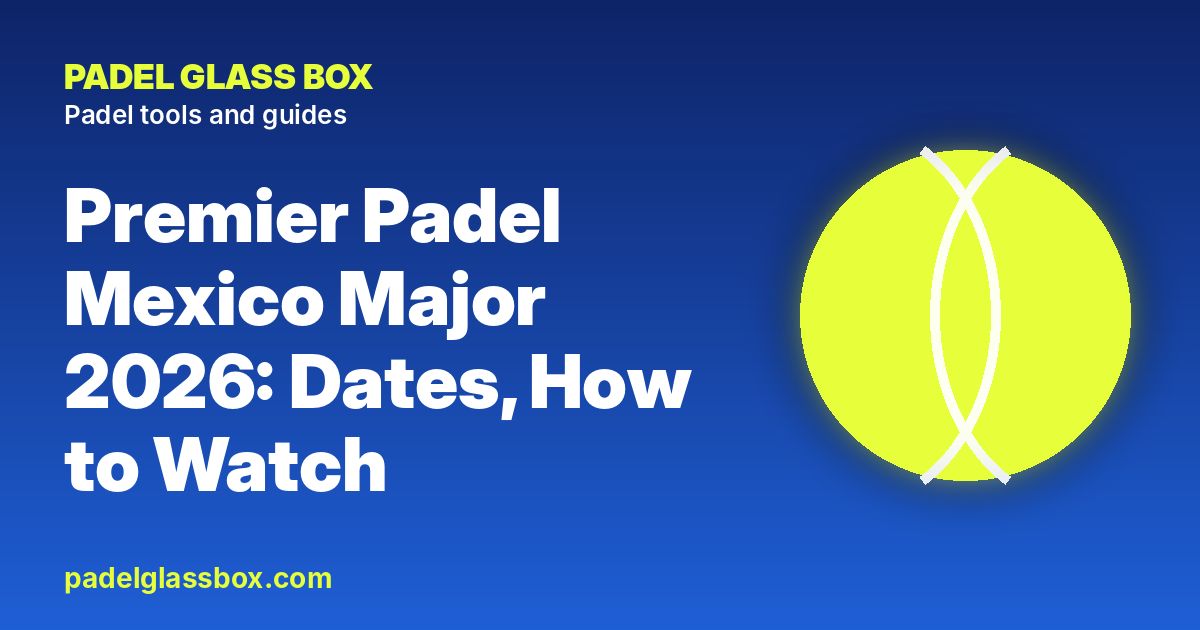 PADEL GLASS BOX
Padel tools and guides
Premier Padel
Mexico Major
2026: Dates, How
to Watch
padelglassbox.com